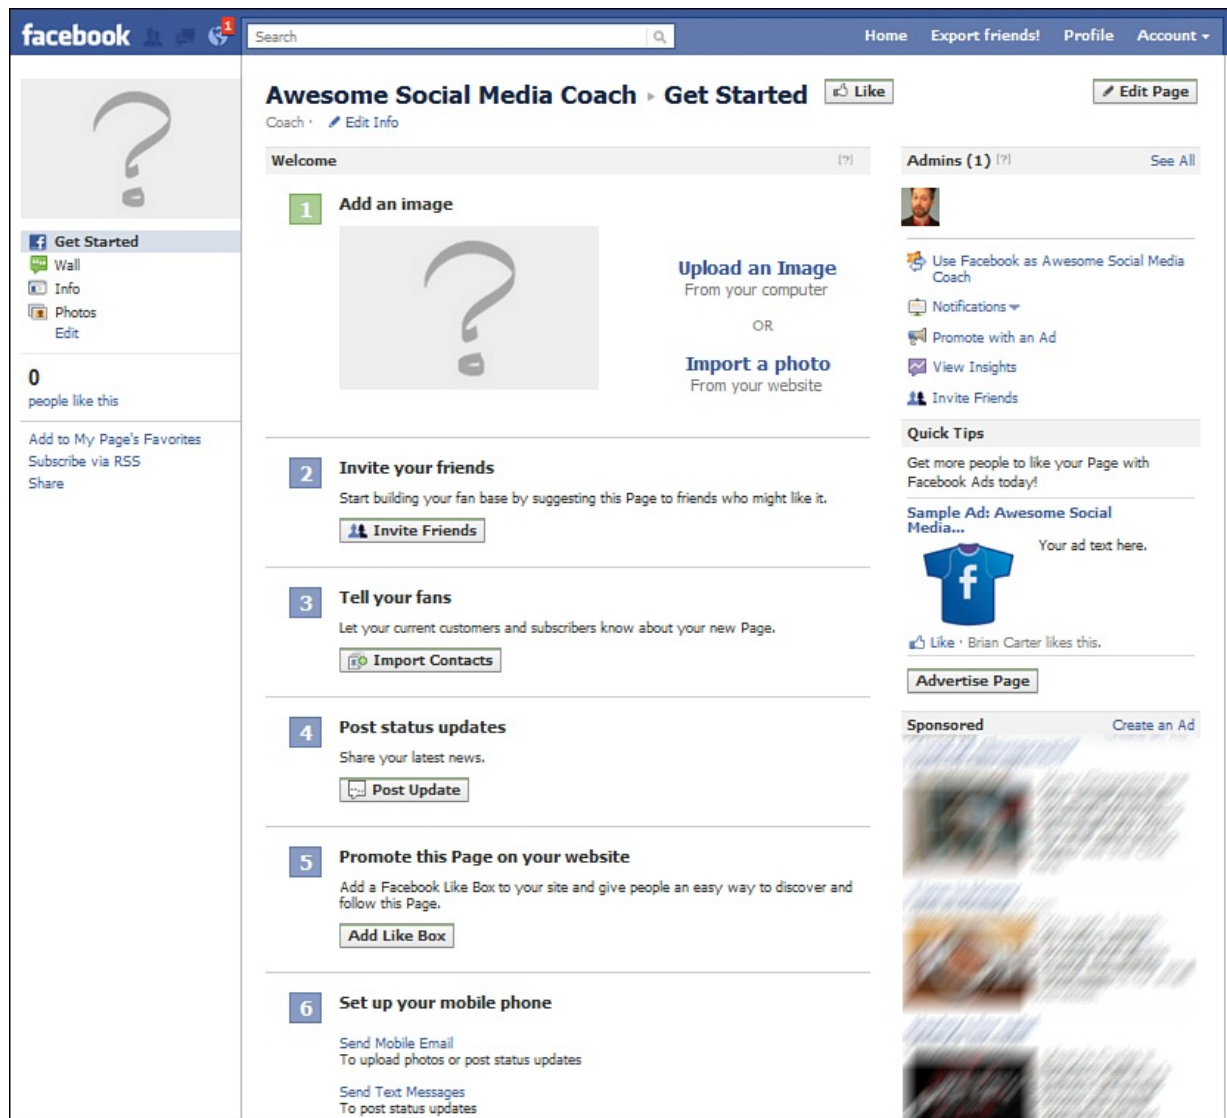 facebook
1
Search
Home Export friends! Profile Account
Awesome Social Media Coach Get Started Like
Edit Page
Coach · Edit Info
Get Started
Wall
Info
Photos
Edit
0
people like this
Add to My Page's Favorites
Subscribe via RSS
Share
Welcome [?]
1 Add an image
Upload an Image
From your computer
OR
Import a photo
From your website
2 Invite your friends
Start building your fan base by suggesting this Page to friends who might like it.
Invite Friends
3 Tell your fans
Let your current customers and subscribers know about your new Page.
Import Contacts
4 Post status updates
Share your latest news.
Post Update
5 Promote this Page on your website
Add a Facebook Like Box to your site and give people an easy way to discover and
follow this Page.
Add Like Box
6 Set up your mobile phone
Send Mobile Email
To upload photos or post status updates
Send Text Messages
To post status updates
Admins (1) [?] See All
Use Facebook as Awesome Social Media
Coach
Notifications
Promote with an Ad
View Insights
Invite Friends
Quick Tips
Get more people to like your Page with
Facebook Ads today!
Sample Ad: Awesome Social
Media...
Your ad text here.
f
Like · Brian Carter likes this.
Advertise Page
Sponsored Create an Ad